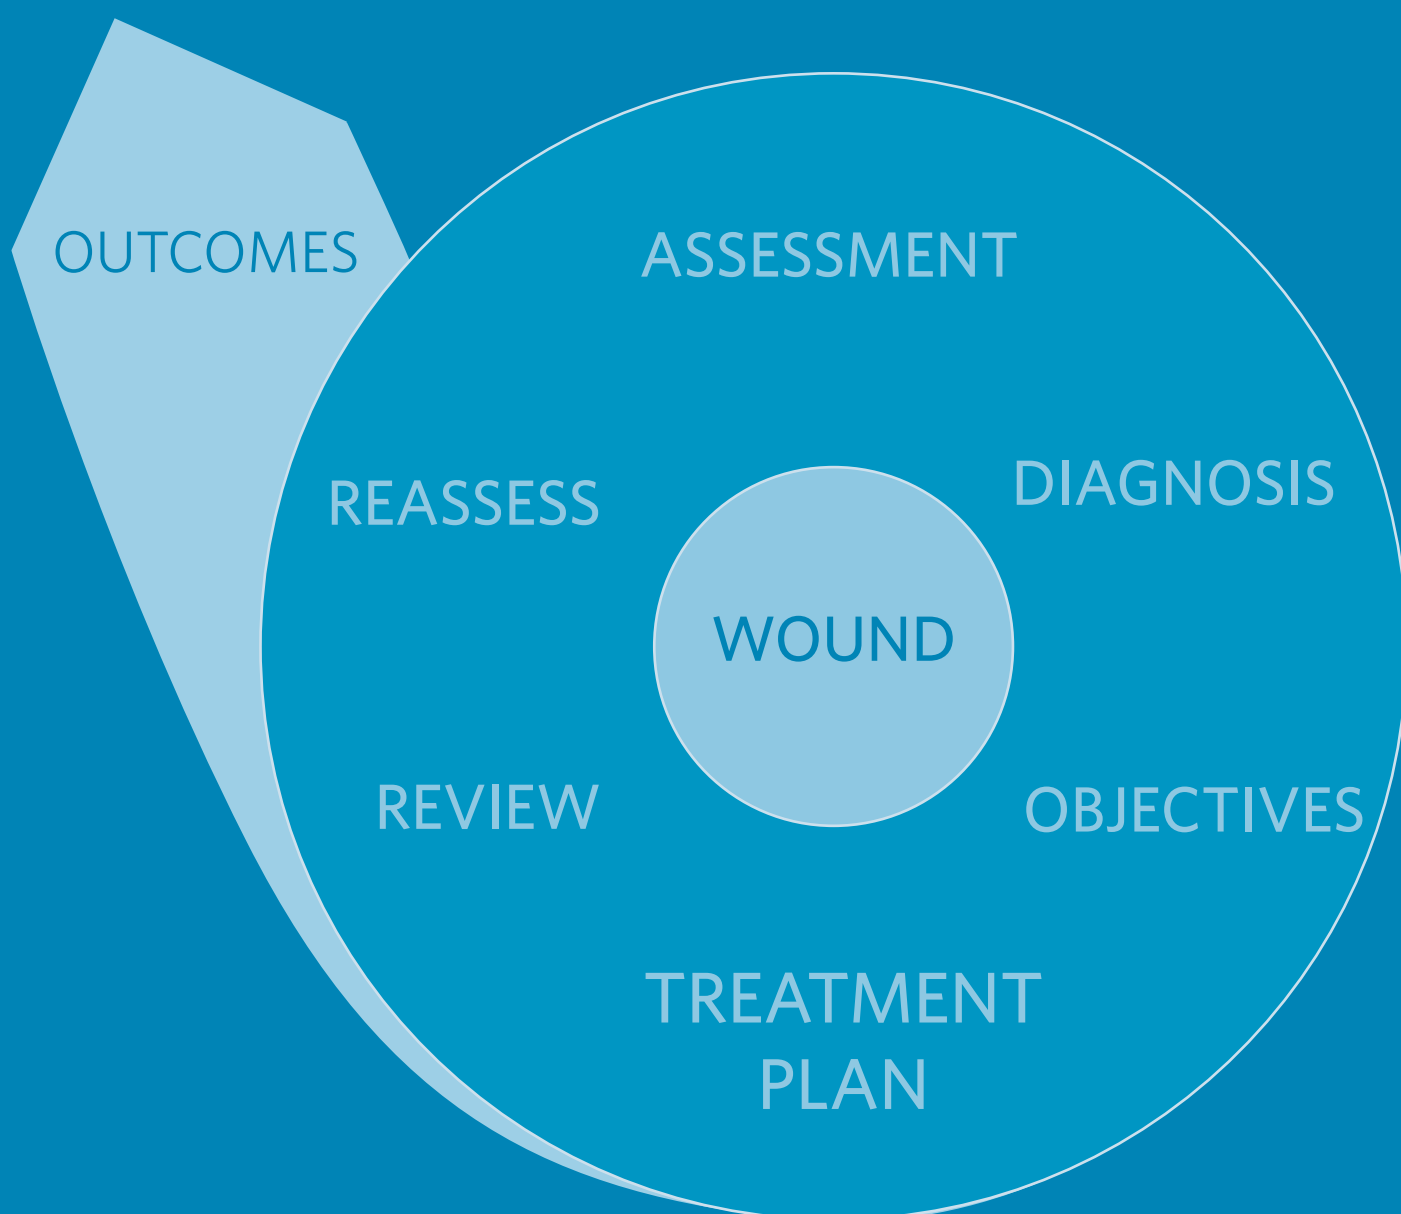 OUTCOMES
ASSESSMENT
DIAGNOSIS
REASSESS
WOUND
REVIEW
OBJECTIVES
TREATMENT
PLAN